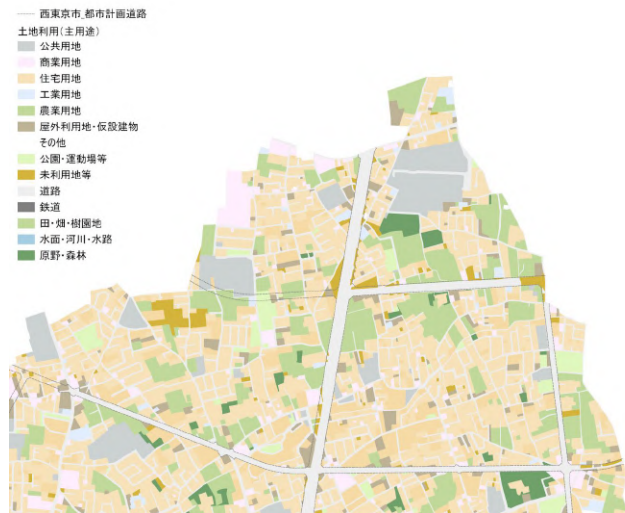 西東京市_都市計画道路
土地利用(主用途)
公共用地
商業用地
住宅用地
工業用地
農業用地
屋外利用地・仮設建物
その他
公園・運動場等
未利用地等
道路
鉄道
田・畑・樹園地
水面・河川・水路
原野・森林